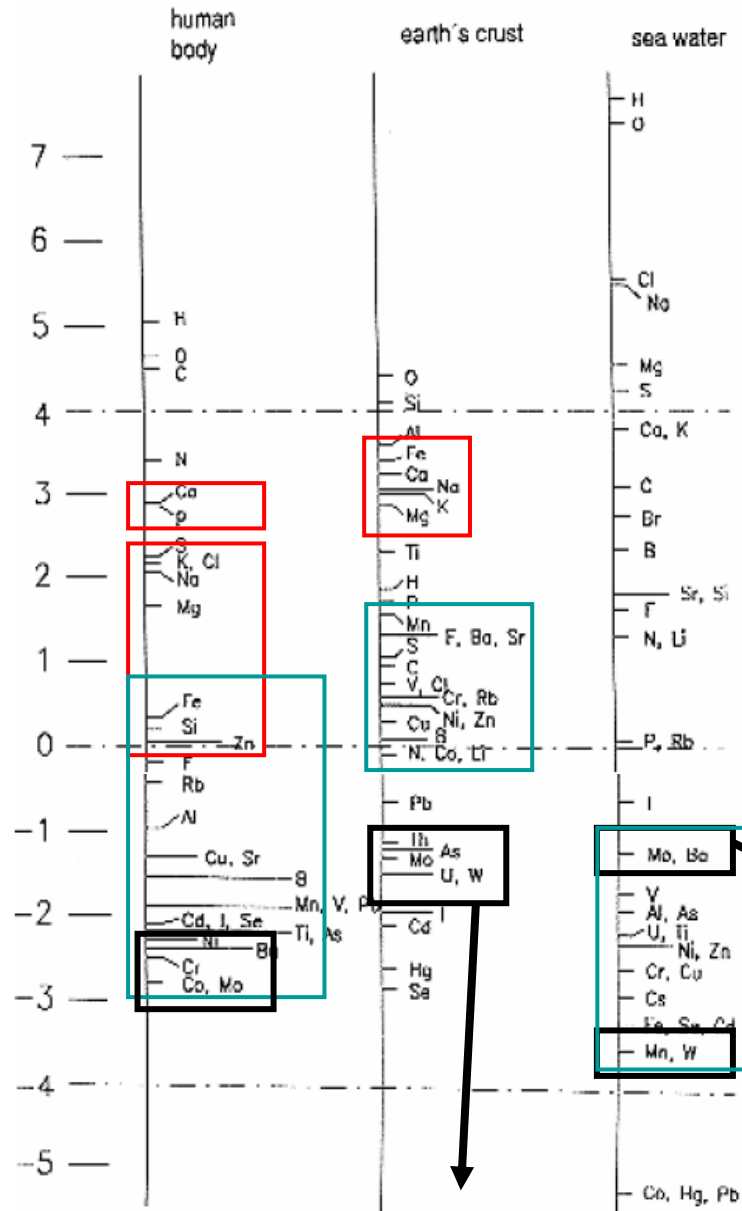 human
body
earth's crust
sea water
7
6
5
4
3
2
1
0
-1
-2
-3
-4
-5
H
O
C
N
Ca
P
S
K, Cl
Na
Mg
Fe
Si
Zn
F
Rb
Al
Cu, Sr
B
Mn, V, Pb
Cd, I, Se
Ti, As
Ni
Cr
Co, Mo
O
Si
Al
Fe
Ca
Na
K
Mg
Ti
H
P
Mn
F, Ba, Sr
S
C
V, Cl
Cr, Rb
Ni, Zn
Cu
B
N, Co, Li
Pb
Th
As
Mo
U, W
I
Cd
Hg
Se
H
O
Cl
Na
Mg
S
Ca, K
C
Br
B
Sr, Si
F
N, Li
P, Rb
I
Mo, Ba
V
Al, As
U, Ti
Ni, Zn
Cr, Cu
Cs
Fe, Cd
Mn, W
Co, Hg, Pb